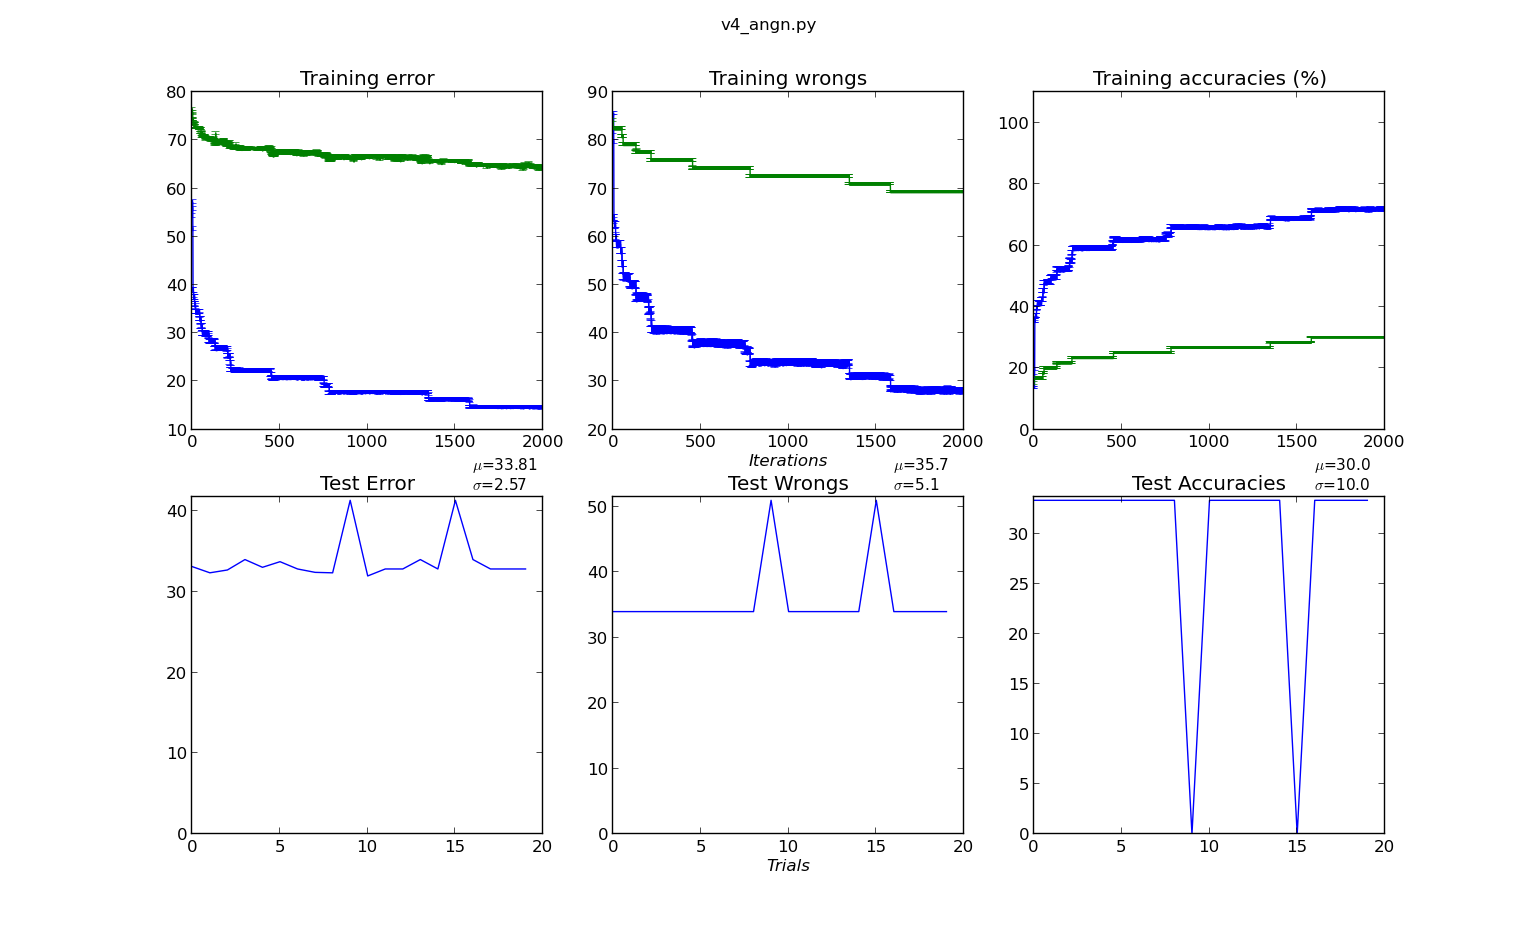 v4_angn.py
Training error
Training wrongs
Training accuracies (%)
80
70
60
50
40
30
20
10
0 500 1000 1500 2000
90
80
70
60
50
40
30
20
0 500 1000 1500 2000
Iterations
100
80
60
40
20
0
0 500 1000 1500 2000
Test Error
μ=33.81
σ=2.57
Test Wrongs
μ=35.7
σ=5.1
Test Accuracies
μ=30.0
σ=10.0
40
30
20
10
0
0 5 10 15 20
50
40
30
20
10
0
0 5 10 15 20
Trials
30
25
20
15
10
5
0
0 5 10 15 20